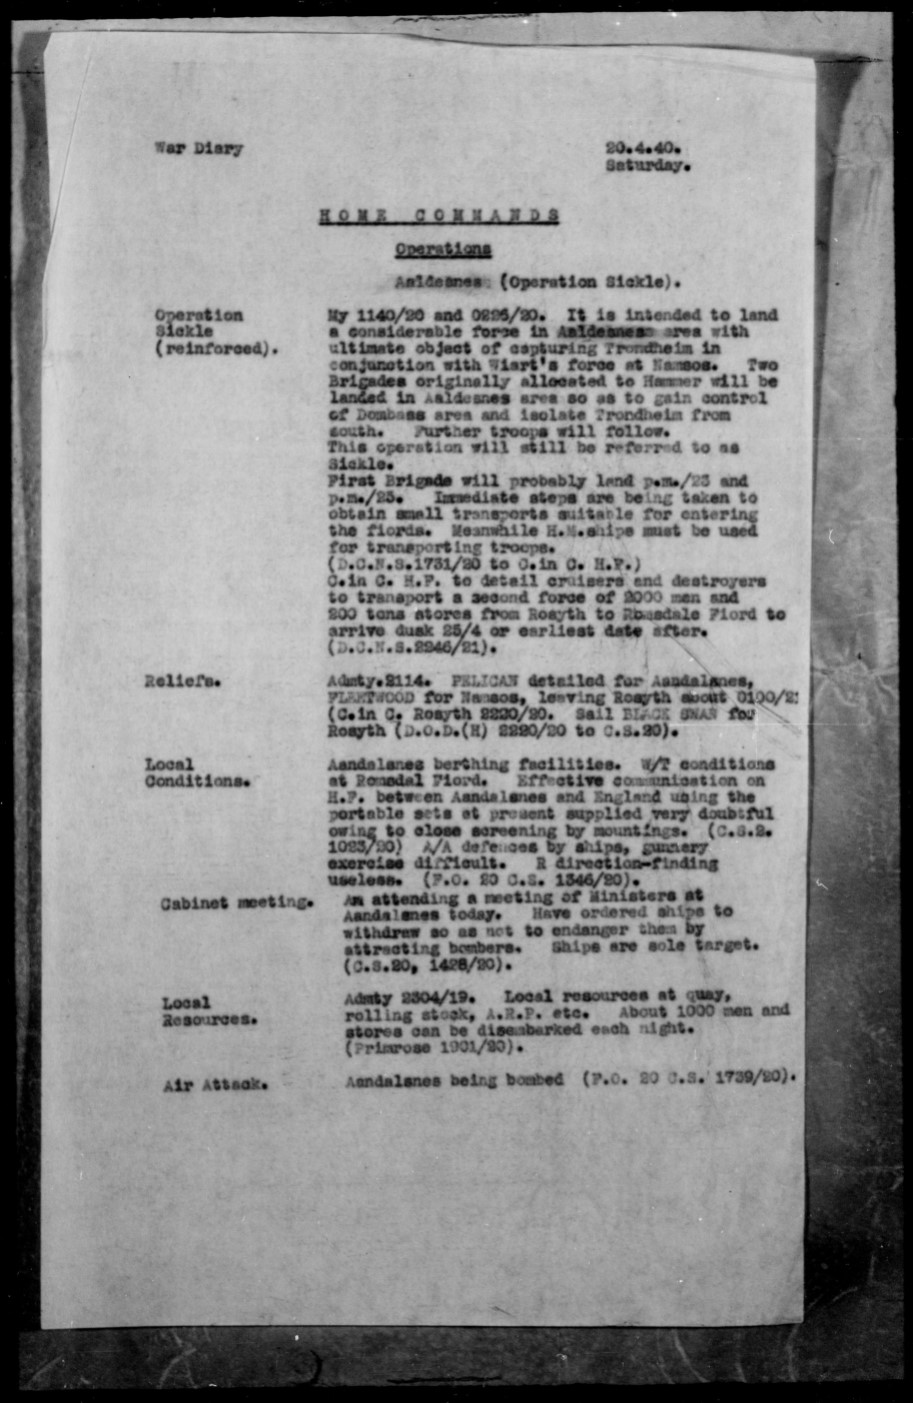 War Diary
20.4.40.
Saturday.
HOME COMMANDS
Operations
Aaldesnes (Operation Sickle).
Operation
Sickle
(reinforced).
My 1140/20 and 0226/20. It is intended to land
a considerable force in Aaldesnes area with
ultimate object of capturing Trondheim in
conjunction with Wiart's force at Namsos. Two
Brigades originally allocated to Hammer will be
landed in Aaldesnes area so as to gain control
of Dombass area and isolate Trondheim from
south. Further troops will follow.
This operation will still be referred to as
Sickle.
First Brigade will probably land p.m./23 and
p.m./25. Immediate steps are being taken to
obtain small transports suitable for entering
the fiords. Meanwhile H.M.ships must be used
for transporting troops.
(D.C.N.S.1731/20 to C.in C. H.F.)
C.in C. H.F. to detail cruisers and destroyers
to transport a second force of 2000 men and
200 tons stores from Rosyth to Romsdale Fiord to
arrive dusk 25/4 or earliest date after.
(D.C.N.S.2246/21).
Reliefs.
Admty.2114. PELICAN detailed for Aandalanes,
FLEETWOOD for Namsos, leaving Rosyth about 0100/21
(C.in C. Rosyth 2220/20. Sail BLACK SWAN for
Rosyth (D.O.D.(H) 2220/20 to C.S.20).
Local
Conditions.
Aandalanes berthing facilities. W/T conditions
at Romsdal Fiord. Effective communication on
H.F. between Aandalsnes and England using the
portable sets at present supplied very doubtful
owing to close screening by mountings. (C.S.2.
1023/20) A/A defences by ships, gunnery
exercise difficult. R direction-finding
useless. (F.O. 20 C.S. 1346/20).
Cabinet meeting.
Am attending a meeting of Ministers at
Aandalsnes today. Have ordered ships to
withdraw so as not to endanger them by
attracting bombers. Ships are sole target.
(C.S.20, 1428/20).
Local
Resources.
Admty 2304/19. Local resources at quay,
rolling stock, A.R.P. etc. About 1000 men and
stores can be disembarked each night.
(Primrose 1901/20).
Air Attack.
Aandalsnes being bombed (F.O. 20 C.S. 1739/20).